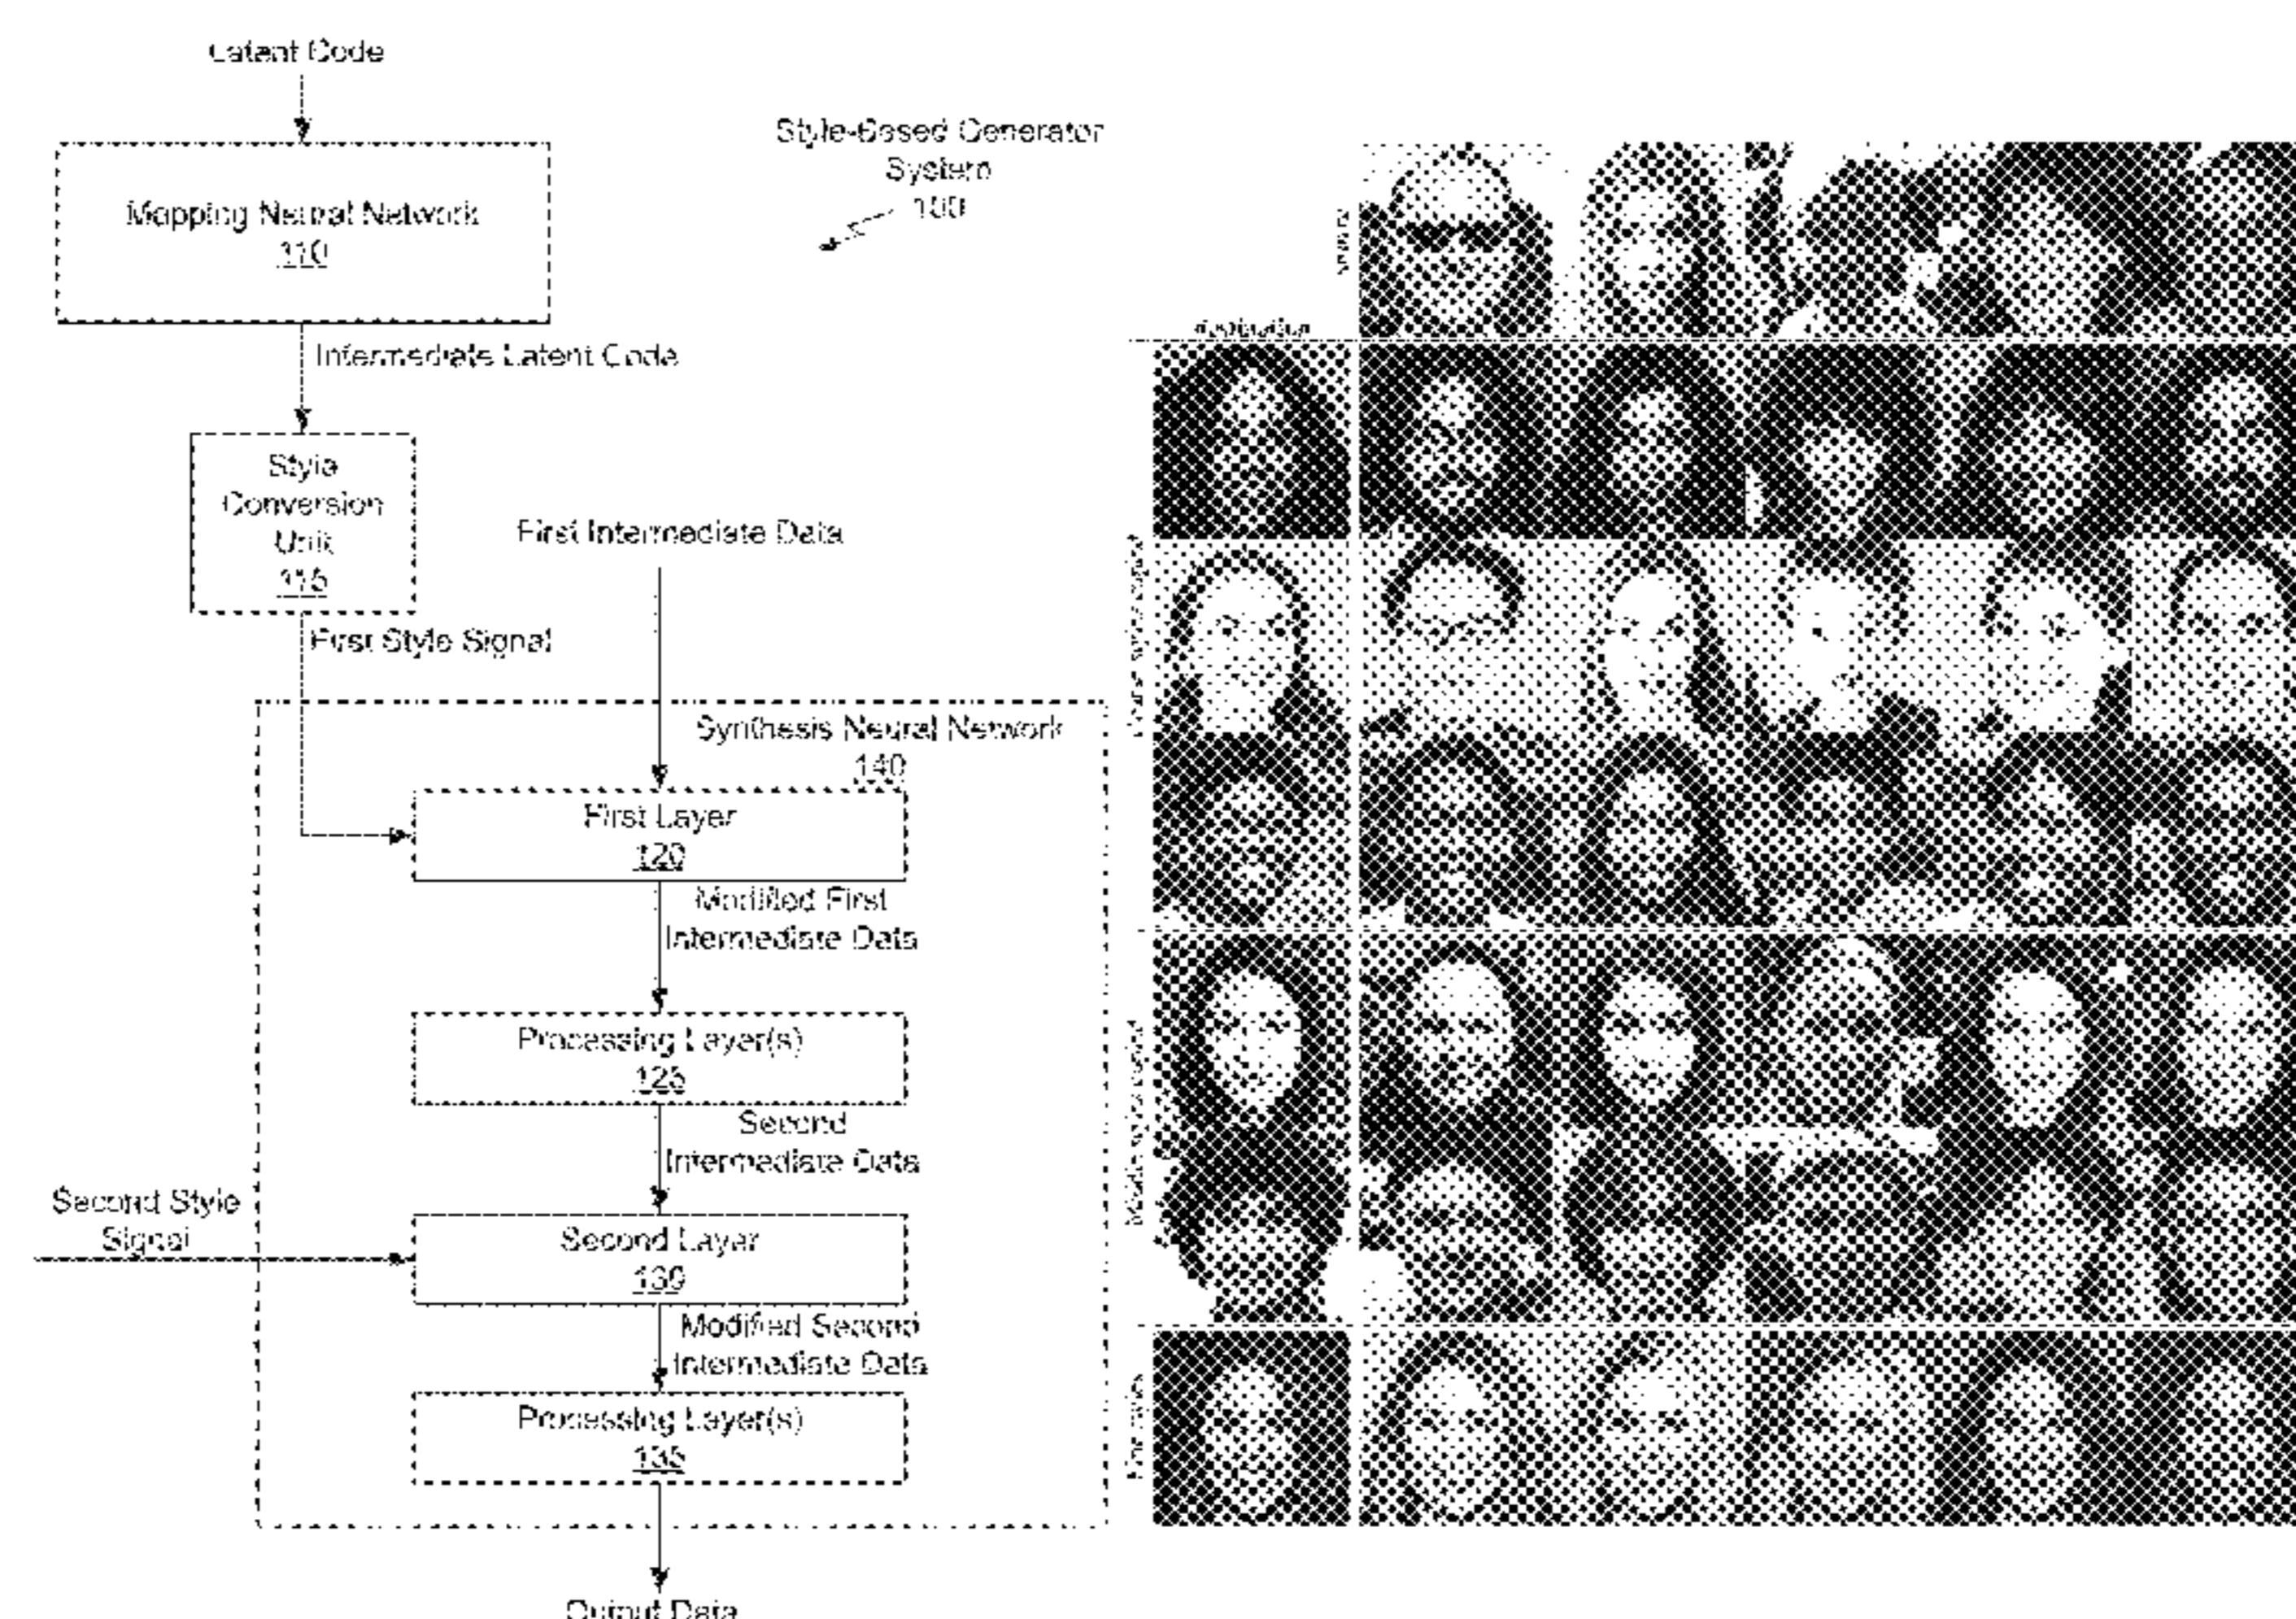 Latent Code
Style-Based Generator
System
100
Mapping Neural Network
110
Intermediate Latent Code
Style
Conversion
Unit
115
First Intermediate Data
First Style Signal
Synthesis Neural Network
140
First Layer
120
Modified First
Intermediate Data
Processing Layer(s)
125
Second
Intermediate Data
Second Style
Signal
Second Layer
130
Modified Second
Intermediate Data
Processing Layer(s)
135
Output Data